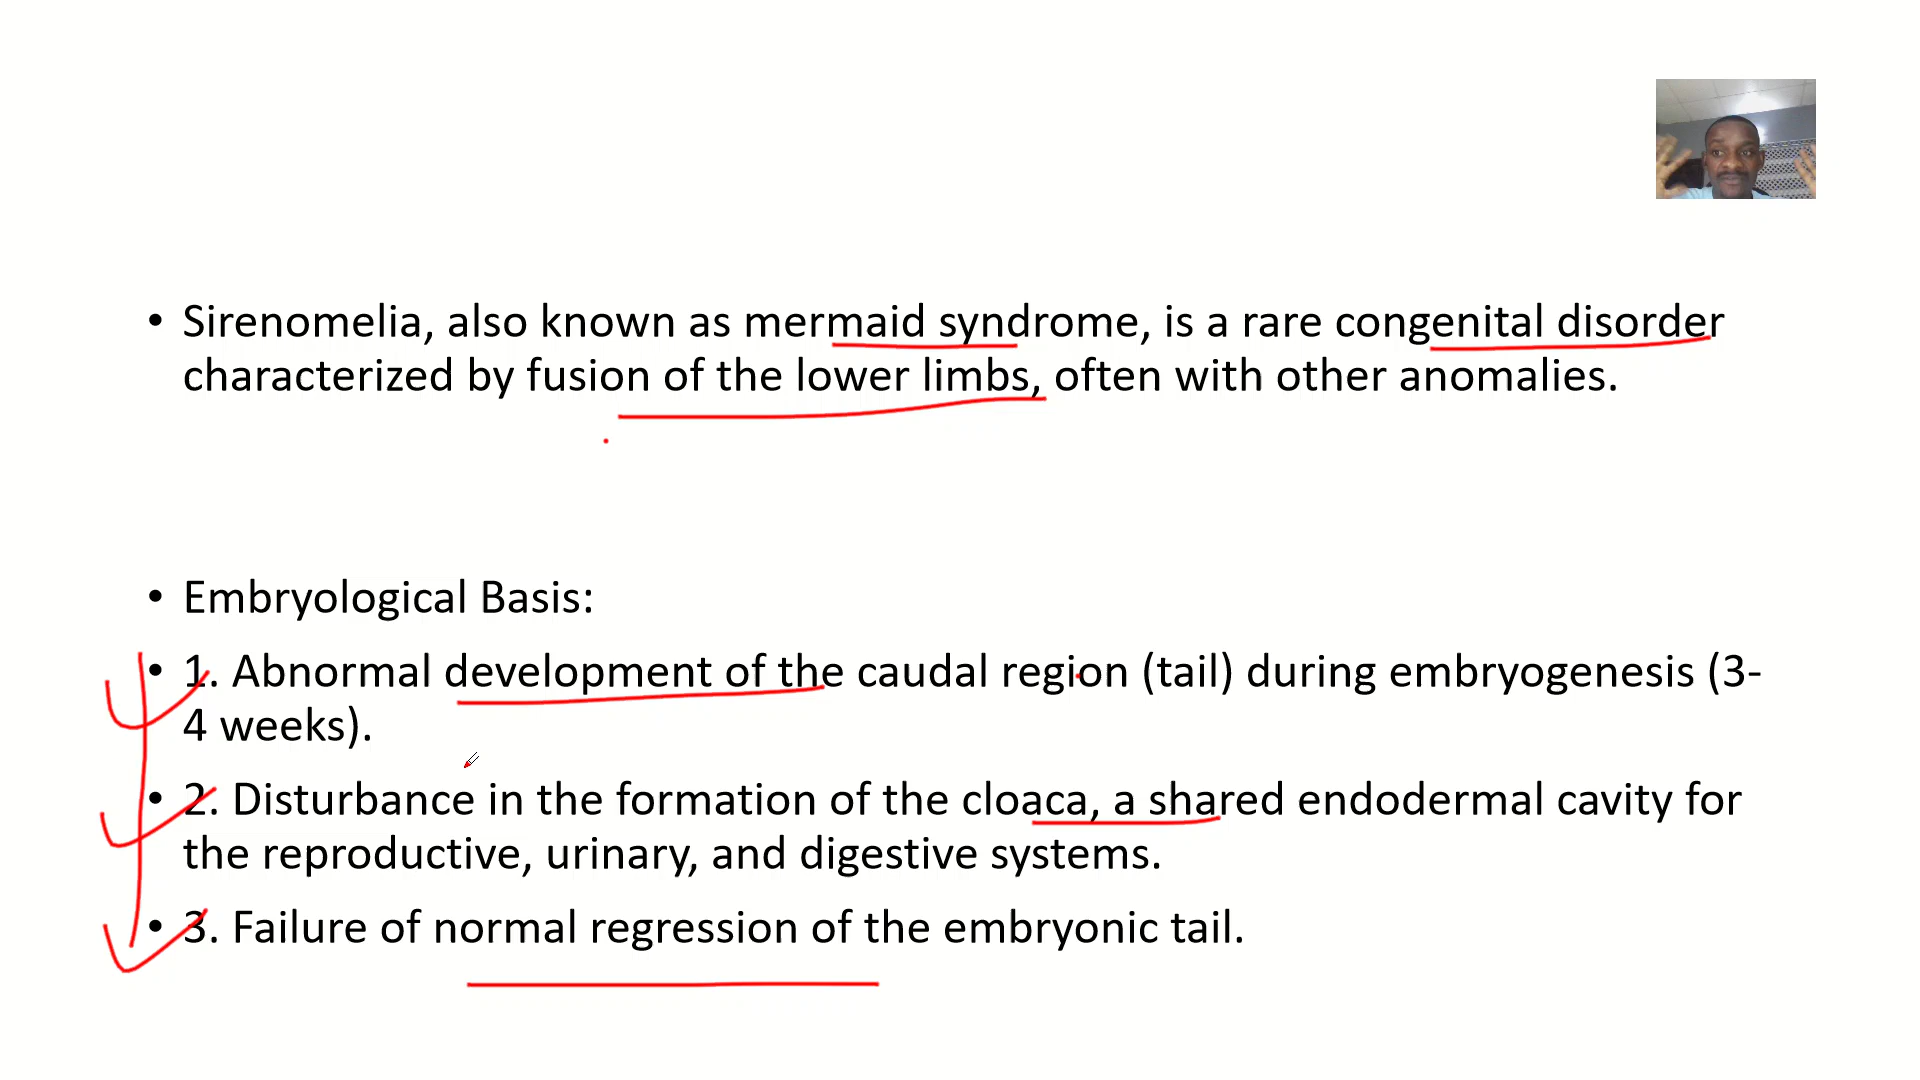 • Sirenomelia, also known as mermaid syndrome, is a rare congenital disorder
characterized by fusion of the lower limbs, often with other anomalies.
• Embryological Basis:
• 1. Abnormal development of the caudal region (tail) during embryogenesis (3-
4 weeks).
• 2. Disturbance in the formation of the cloaca, a shared endodermal cavity for
the reproductive, urinary, and digestive systems.
• 3. Failure of normal regression of the embryonic tail.